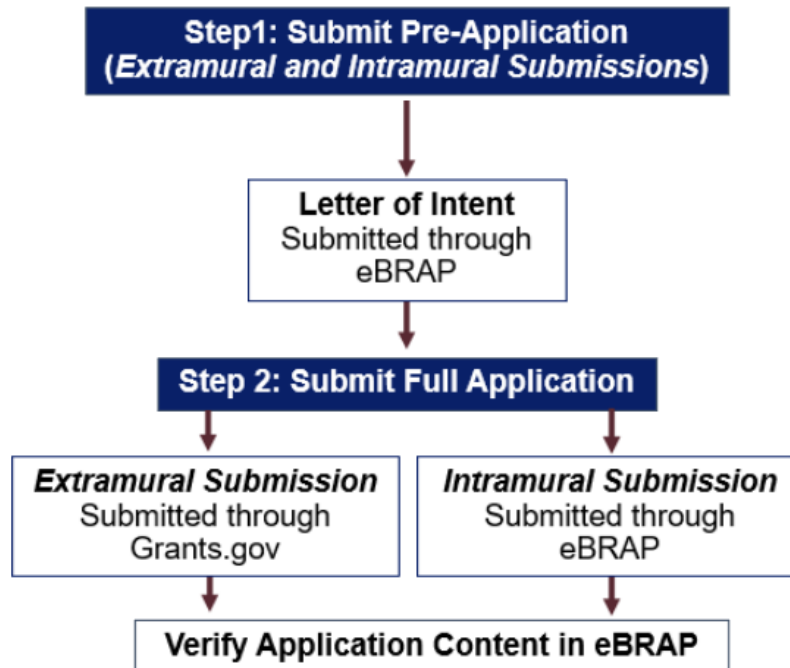 Step1: Submit Pre-Application
(Extramural and Intramural Submissions)
Letter of Intent
Submitted through
eBRAP
Step 2: Submit Full Application
Extramural Submission
Submitted through
Grants.gov
Intramural Submission
Submitted through
eBRAP
Verify Application Content in eBRAP